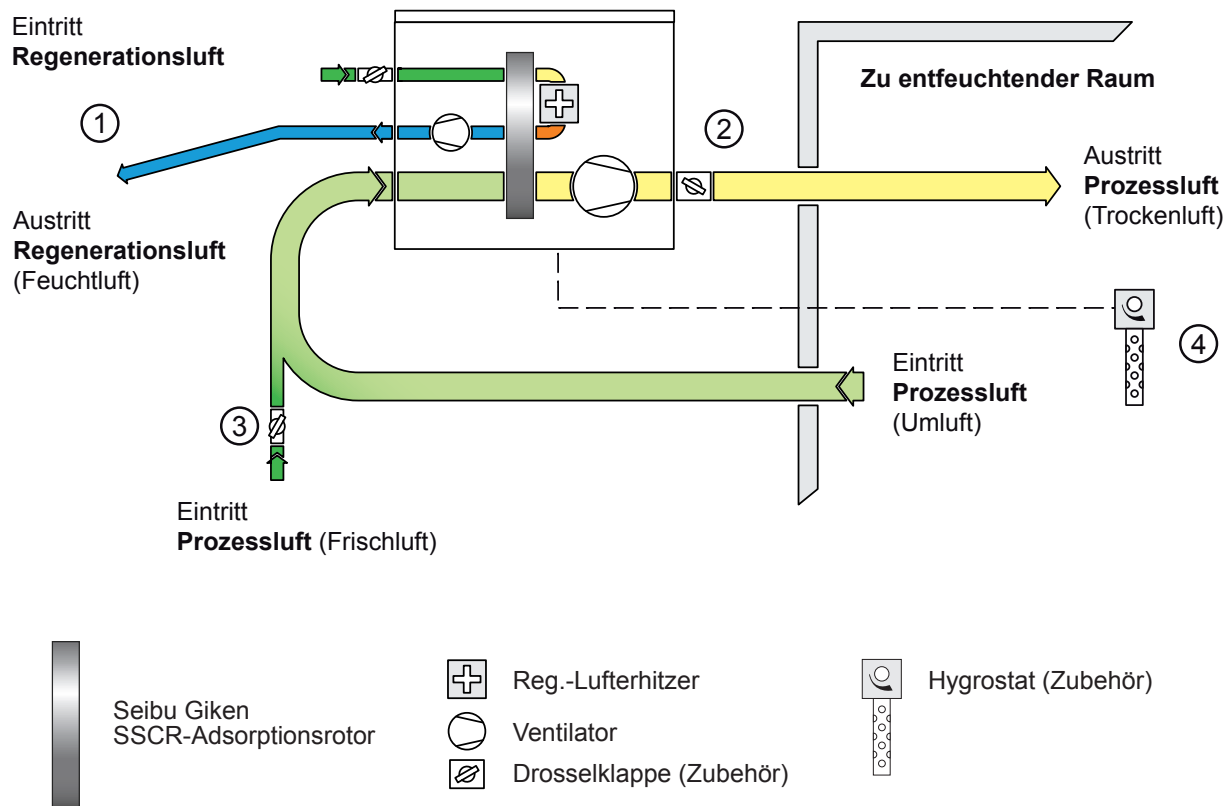 Eintritt
Regenerationsluft
Zu entfeuchtender Raum
1
2
Austritt
Prozessluft
(Trockenluft)
Austritt
Regenerationsluft
(Feuchtluft)
4
Eintritt
Prozessluft
(Umluft)
3
Eintritt
Prozessluft (Frischluft)
Seibu Giken
SSCR-Adsorptionsrotor
Reg.-Lufterhitzer
Ventilator
Drosselklappe (Zubehör)
Hygrostat (Zubehör)